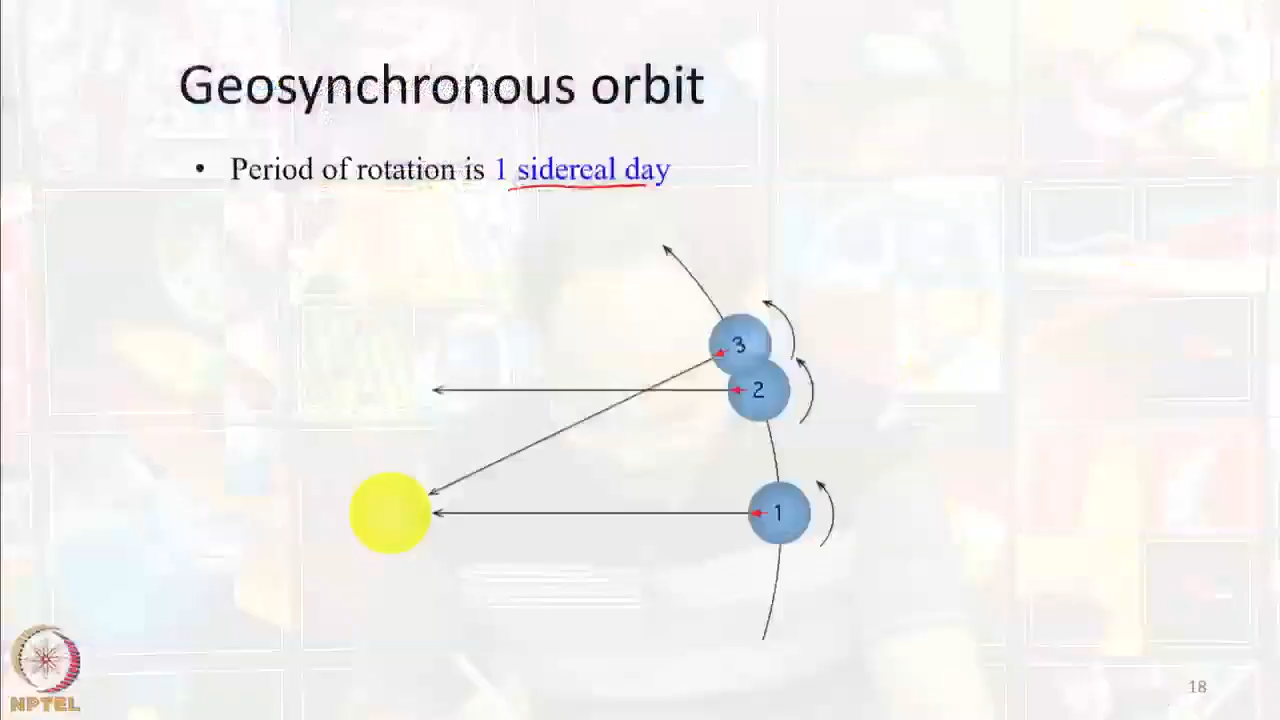 Geosynchronous orbit
• Period of rotation is 1 sidereal day
3
2
1
NPTEL
18